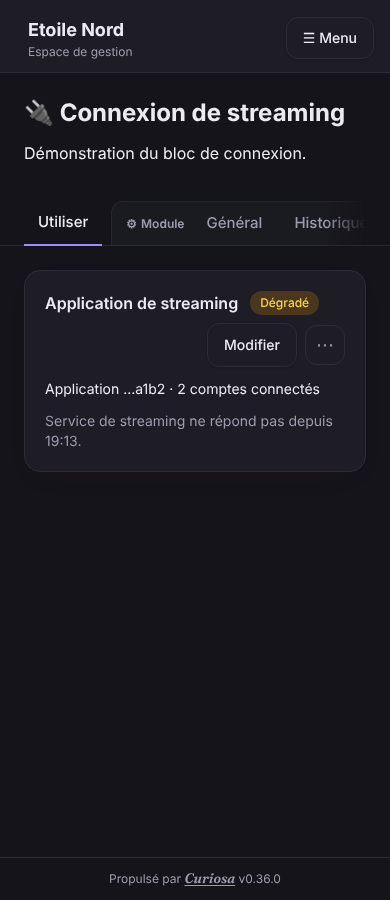 Etoile Nord
Espace de gestion
☰ Menu
🔌 Connexion de streaming
Démonstration du bloc de connexion.
Utiliser
⚙ Module
Général
Historique
Application de streaming
Dégradé
Modifier
⋯
Application …a1b2 · 2 comptes connectés
Service de streaming ne répond pas depuis
19:13.
Propulsé par Curiosa v0.36.0